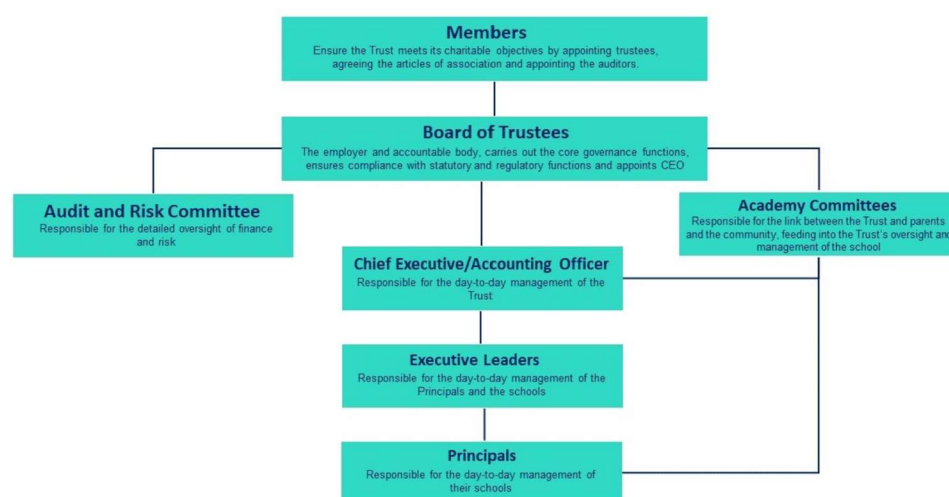 Members
Ensure the Trust meets its charitable objectives by appointing trustees,
agreeing the articles of association and appointing the auditors.
Board of Trustees
The employer and accountable body, carries out the core governance functions,
ensures compliance with statutory and regulatory functions and appoints CEO
Audit and Risk Committee
Responsible for the detailed oversight of finance
and risk
Academy Committees
Responsible for the link between the Trust and parents
and the community, feeding into the Trust's oversight and
management of the school
Chief Executive/Accounting Officer
Responsible for the day-to-day management of the
Trust
Executive Leaders
Responsible for the day-to-day management of the
Principals and the schools
Principals
Responsible for the day-to-day management of
their schools